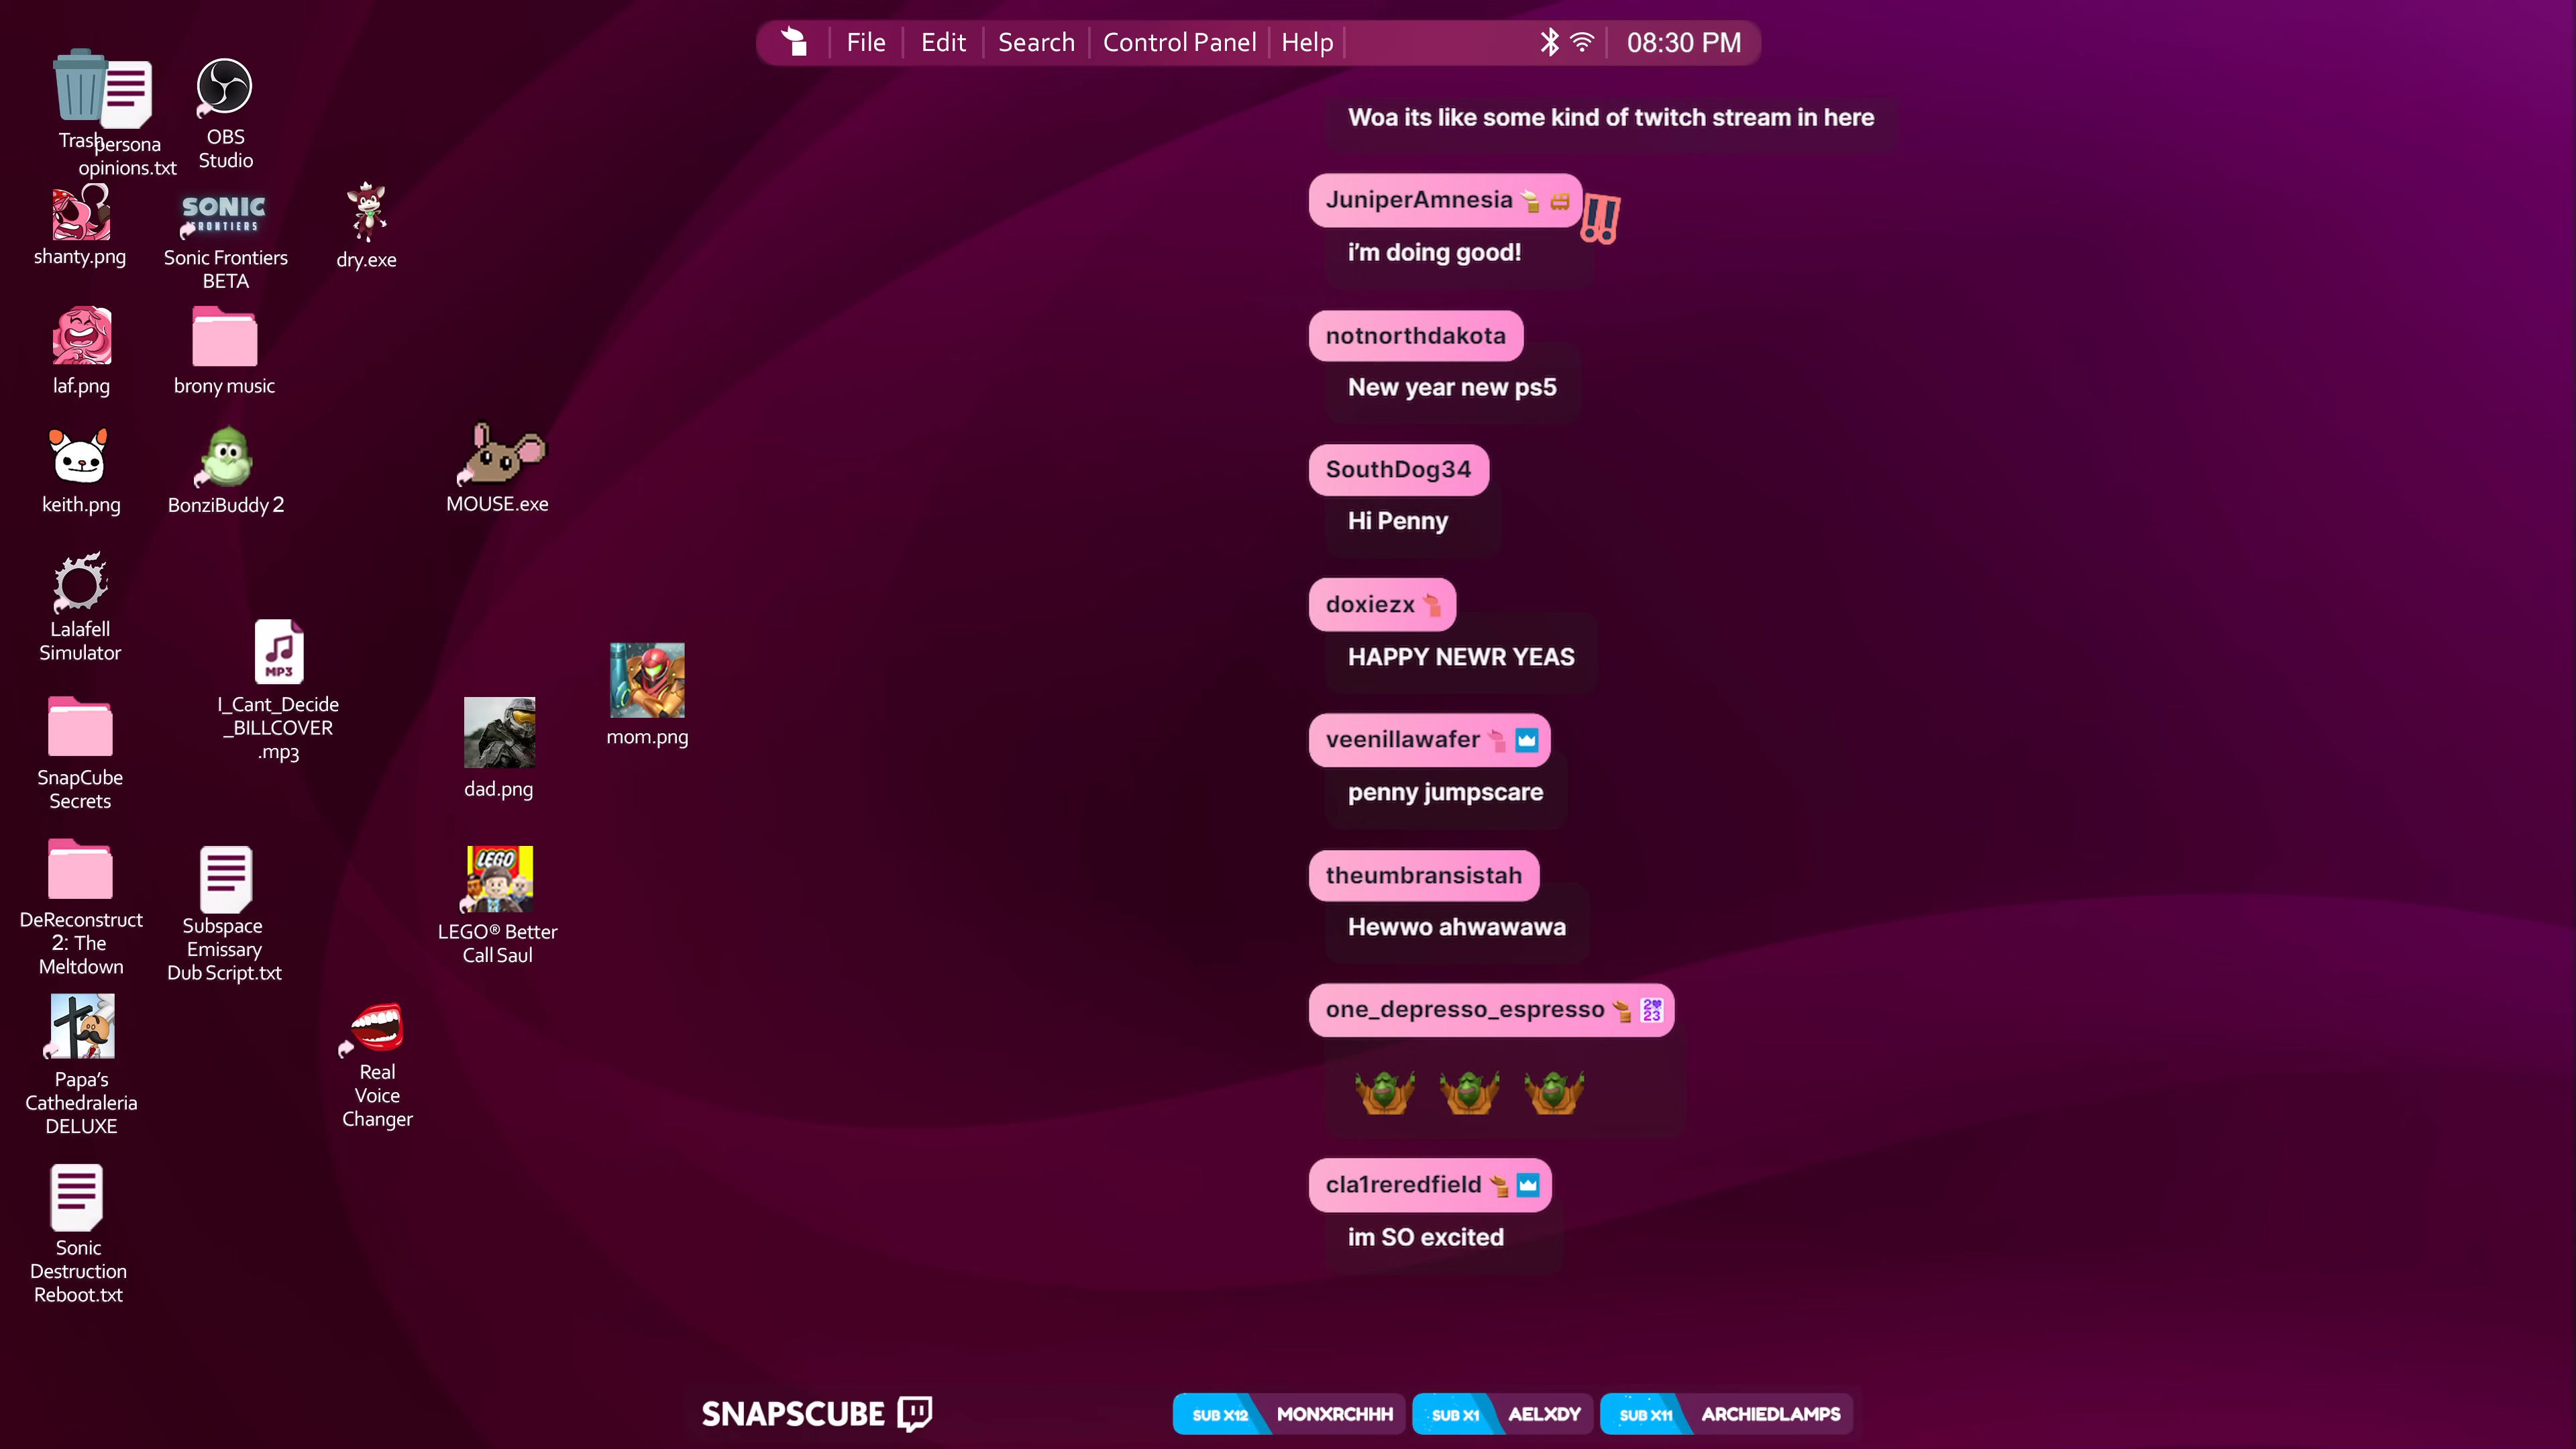 File Edit Search Control Panel Help 08:30 PM
Trash
persona
opinions.txt
OBS
Studio
shanty.png
SONIC
FRONTIERS
Sonic Frontiers
BETA
dry.exe
laf.png
brony music
keith.png
BonziBuddy 2
MOUSE.exe
Lalafell
Simulator
MP3
I_Cant_Decide
_BILLCOVER
.mp3
mom.png
dad.png
SnapCube
Secrets
DeReconstruct
2: The
Meltdown
Subspace
Emissary
Dub Script.txt
LEGO
LEGO® Better
Call Saul
Papa's
Cathedraleria
DELUXE
Real
Voice
Changer
Sonic
Destruction
Reboot.txt
Woa its like some kind of twitch stream in here
JuniperAmnesia
i'm doing good!
notnorthdakota
New year new ps5
SouthDog34
Hi Penny
doxiezx
HAPPY NEWR YEAS
veenillawafer
penny jumpscare
theumbransistah
Hewwo ahwawawa
one_depresso_espresso
2
23
cla1reredfield
im SO excited
SNAPSCUBE
SUB X12 MONXRCHHH
SUB X1 AELXDY
SUB X11 ARCHIEDLAMPS